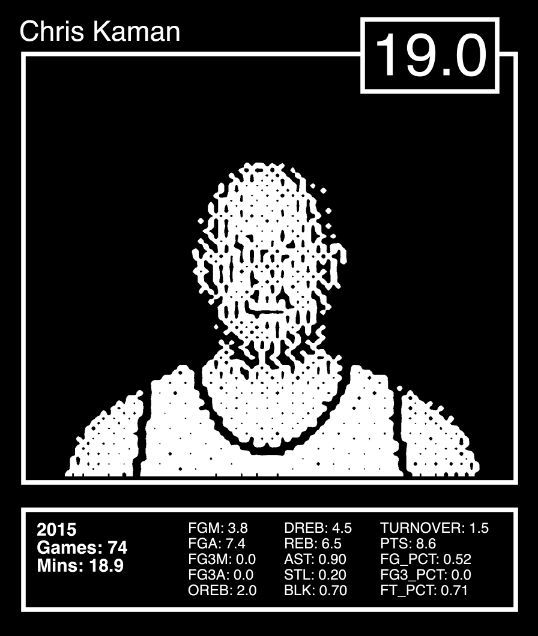 Chris Kaman
19.0
2015
Games: 74
Mins: 18.9
FGM: 3.8
FGA: 7.4
FG3M: 0.0
FG3A: 0.0
OREB: 2.0
DREB: 4.5
REB: 6.5
AST: 0.90
STL: 0.20
BLK: 0.70
TURNOVER: 1.5
PTS: 8.6
FG_PCT: 0.52
FG3_PCT: 0.0
FT_PCT: 0.71